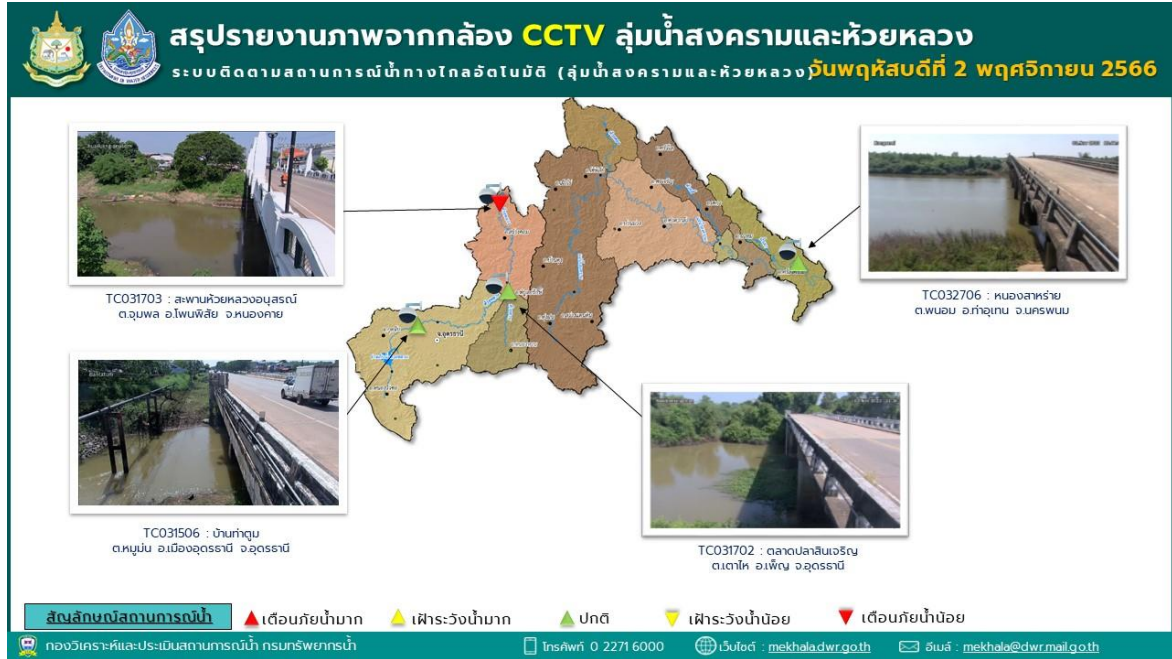 สรุปรายงานภาพจากกล้อง CCTV ลุ่มน้ำสงครามและห้วยหลวง
ระบบติดตามสถานการณ์น้ำทางไกลอัตโนมัติ (ลุ่มน้ำสงครามและห้วยหลวง)
วันพฤหัสบดีที่ 2 พฤศจิกายน 2566
TC031703 : สะพานห้วยหลวงอนุสรณ์
ต.จุมพล อ.โพนพิสัย จ.หนองคาย
TC032706 : หนองสาหร่าย
ต.พนอม อ.ท่าอุเทน จ.นครพนม
จ.อุดรธานี
TC031506 : บ้านท่าตูม
ต.หมูม่น อ.เมืองอุดรธานี จ.อุดรธานี
TC031702 : ตลาดปลาสินเจริญ
ต.เตาไห อ.เพ็ญ จ.อุดรธานี
สัญลักษณ์สถานการณ์น้ำ
เตือนภัยน้ำมาก
เฝ้าระวังน้ำมาก
ปกติ
เฝ้าระวังน้ำน้อย
เตือนภัยน้ำน้อย
กองวิเคราะห์และประเมินสถานการณ์น้ำ กรมทรัพยากรน้ำ
โทรศัพท์ 0 2271 6000
เว็บไซต์ : mekhala.dwr.go.th
อีเมล์ : mekhala@dwr.mail.go.th